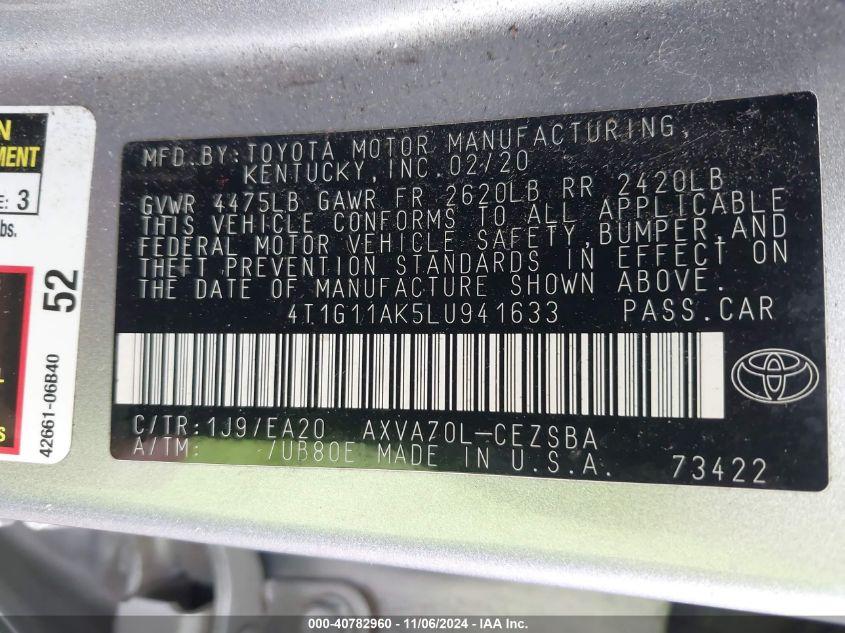 N
MENT
E: 3
bs.
52
42661-06B40
L
S
MFD.BY:TOYOTA MOTOR MANUFACTURING,
KENTUCKY,INC.02/20
GVWR 4475LB GAWR FR 2620LB RR 2420LB
THIS VEHICLE CONFORMS TO ALL APPLICABLE
FEDERAL MOTOR VEHICLE SAFETY,BUMPER,AND
THEFT PREVENTION STANDARDS IN EFFECT ON
THE DATE OF MANUFACTURE SHOWN ABOVE.
4T1G11AK5LU941633 PASS.CAR
C/TR:1J9/EA20 AXVA70L-CEZSBA
A/TM: /UB80E MADE IN U.S.A. 73422
000-40782960 - 11/06/2024 - IAA Inc.